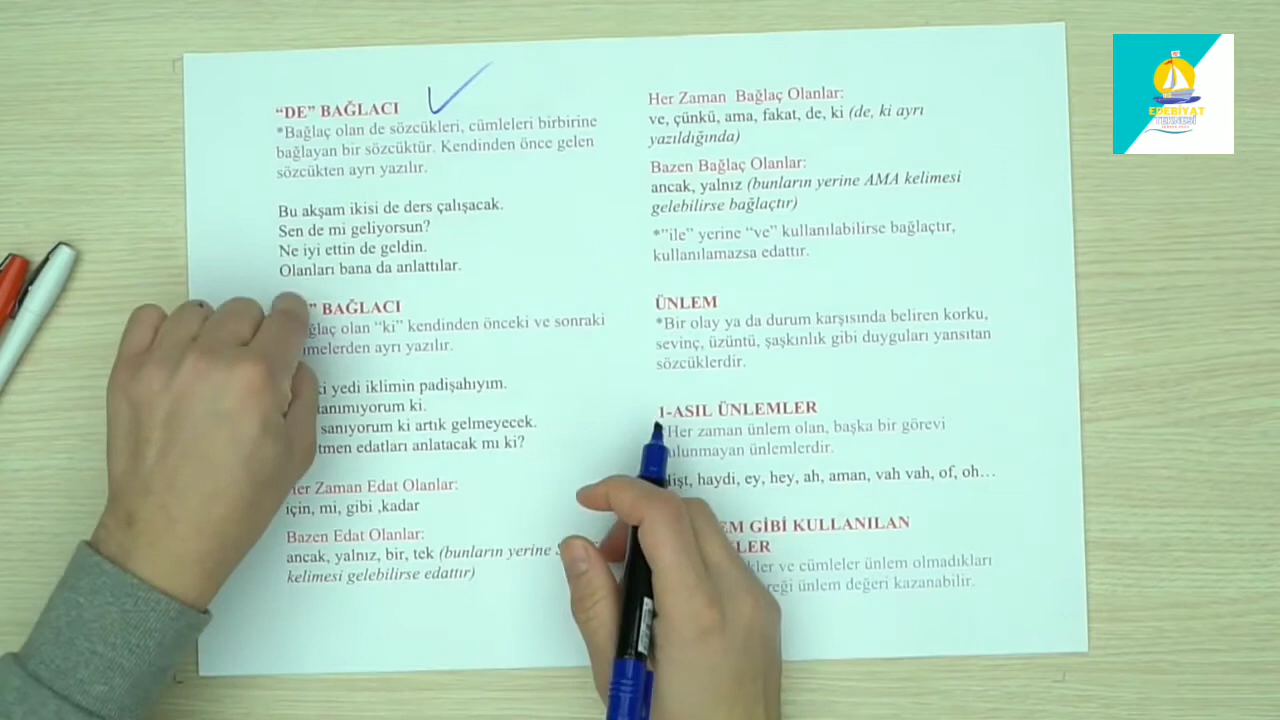 “DE” BAĞLACI
*Bağlaç olan de sözcükleri, cümleleri birbirine
bağlayan bir sözcüktür. Kendinden önce gelen
sözcükten ayrı yazılır.
Bu akşam ikisi de ders çalışacak.
Sen de mi geliyorsun?
Ne iyi ettin de geldin.
Olanları bana da anlattılar.
” BAĞLACI
olan “ki” kendinden önceki ve sonraki
ayrı yazılır.
yedi iklimin padişahıyım.
ki.
sanıyorum ki artık gelmeyecek.
edatları anlatacak mı ki?
Her Zaman Edat Olanlar:
için, mi, gibi ,kadar
Bazen Edat Olanlar:
ancak, yalnız, bir, tek (bunların yerine
kelimesi gelebilirse edattır)
Her Zaman Bağlaç Olanlar:
ve, çünkü, ama, fakat, de, ki (de, ki ayrı
yazıldığında)
Bazen Bağlaç Olanlar:
ancak, yalnız (bunların yerine AMA kelimesi
gelebilirse bağlaçtır)
*”ile” yerine “ve” kullanılabilirse bağlaçtır,
kullanılamazsa edattır.
ÜNLEM
*Bir olay ya da durum karşısında beliren korku,
sevinç, üzüntü, şaşkınlık gibi duyguları yansıtan
sözcüklerdir.
1-ASIL ÜNLEMLER
Her zaman ünlem olan, başka bir görevi
bulunmayan ünlemlerdir.
Hişt, haydi, ey, hey, ah, aman, vah vah, of, oh…
GİBİ KULLANILAN
ve cümleler ünlem olmadıkları
ünlem değeri kazanabilir.
EDEBİYAT
TEKNESİ